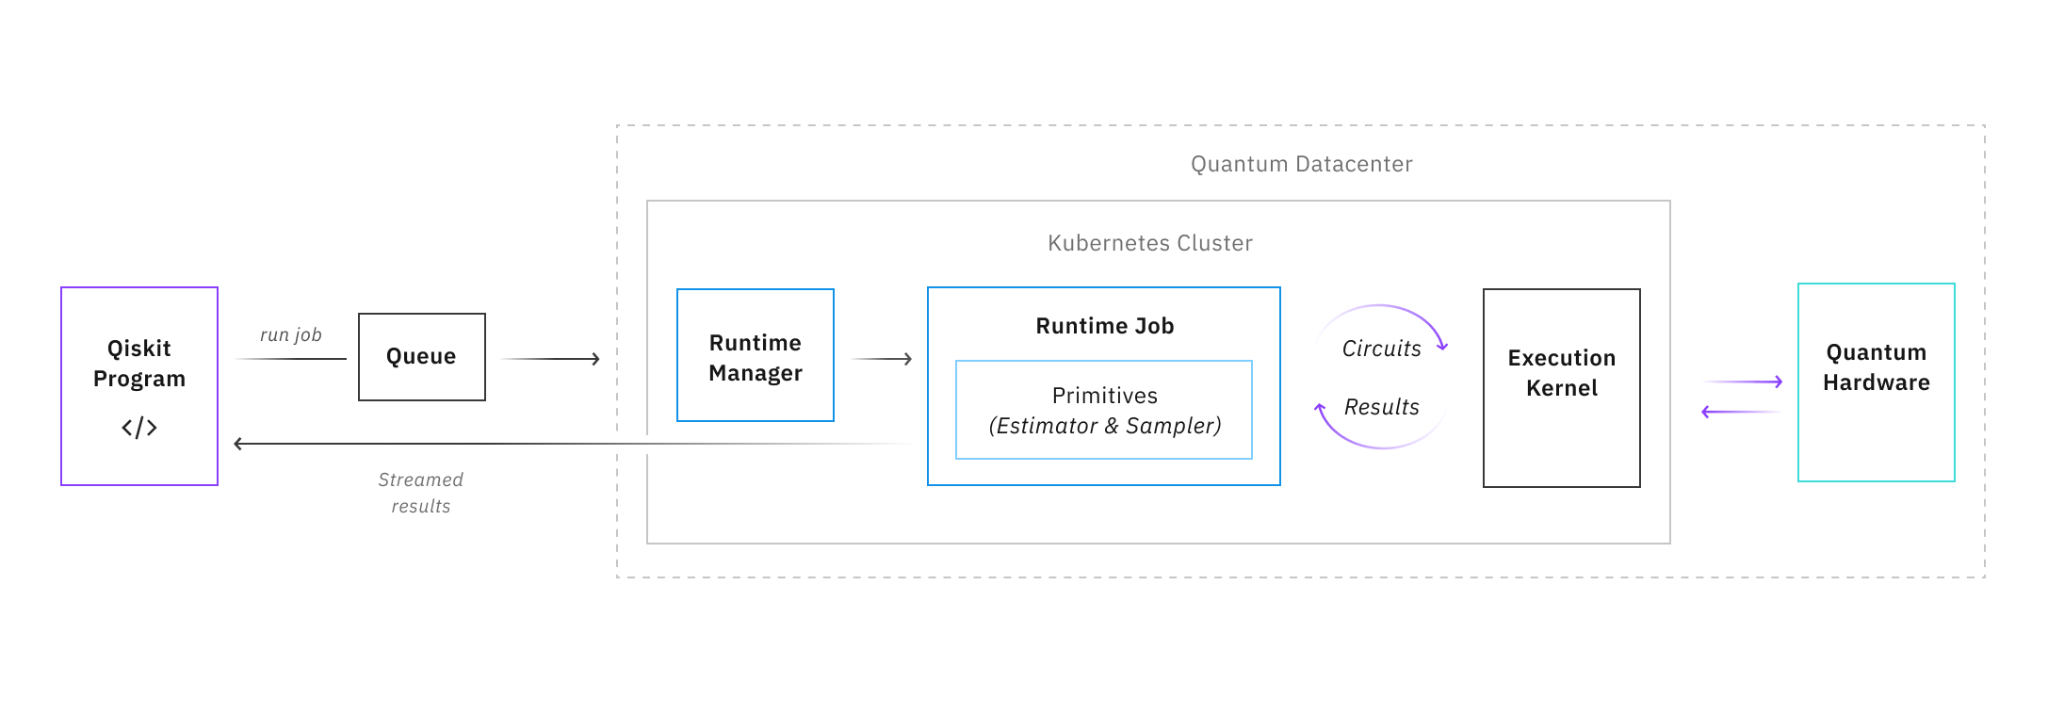 Quantum Datacenter
Kubernetes Cluster
Qiskit
Program
</>
run job
Queue
Streamed
results
Runtime
Manager
Runtime Job
Primitives
(Estimator & Sampler)
Circuits
Results
Execution
Kernel
Quantum
Hardware